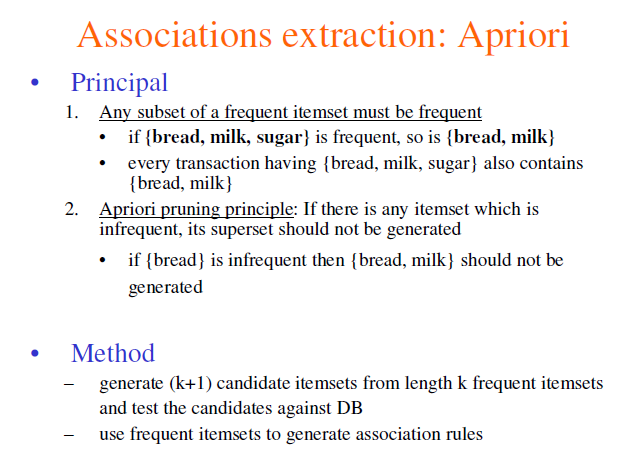 Associations extraction: Apriori
• Principal
1. Any subset of a frequent itemset must be frequent
• if {bread, milk, sugar} is frequent, so is {bread, milk}
• every transaction having {bread, milk, sugar} also contains
{bread, milk}
2. Apriori pruning principle: If there is any itemset which is
infrequent, its superset should not be generated
• if {bread} is infrequent then {bread, milk} should not be
generated
• Method
– generate (k+1) candidate itemsets from length k frequent itemsets
and test the candidates against DB
– use frequent itemsets to generate association rules